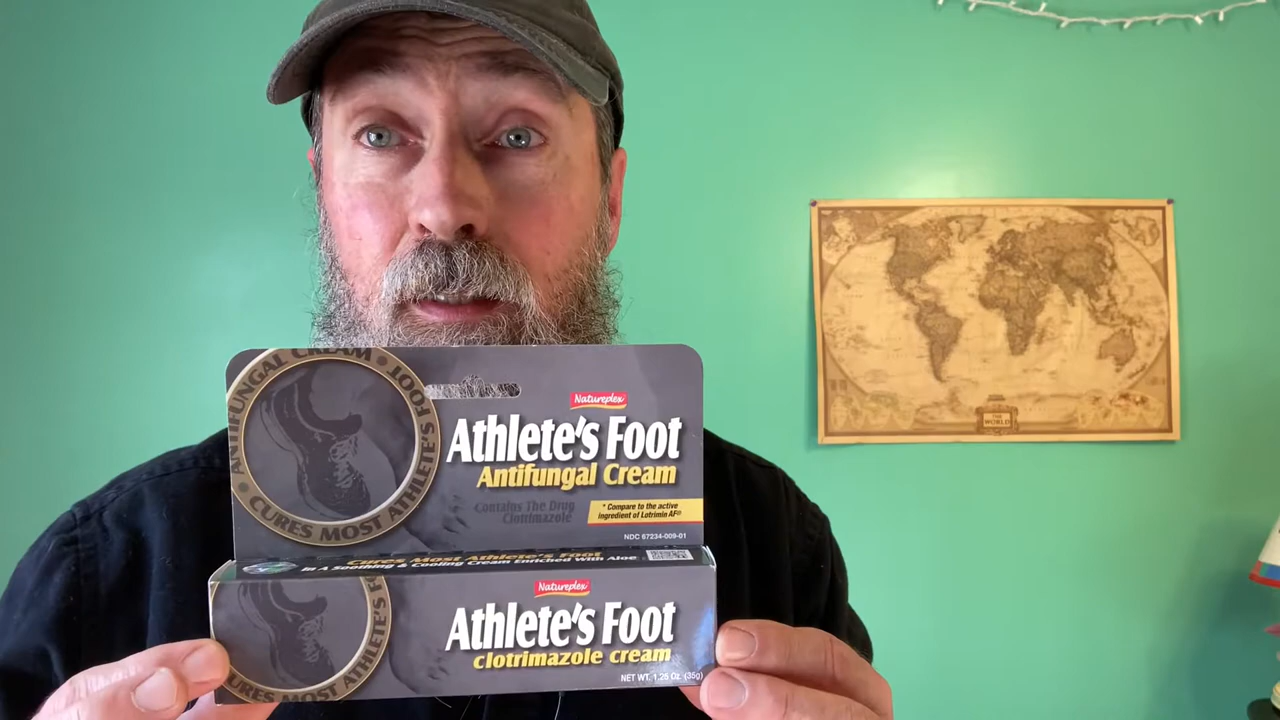 ANTIFUNGAL CREAM • FOOT
• CURES MOST ATHLETE'S
Natureplex
Athlete's Foot
Antifungal Cream
Contains The Drug
Clotrimazole
* Compare to the active
ingredient of Lotrimin AF®
NDC 67234-009-01
Cures Most Athlete's Foot
In A Soothing & Cooling Cream Enriched With Aloe
Natureplex
Athlete's Foot
clotrimazole cream
URES MOST ATHLETE'S F
NET WT. 1.25 Oz. (35g)
THE
WORLD